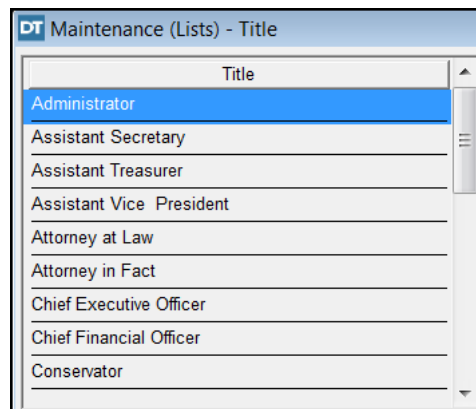 DT Maintenance (Lists) - Title
Title
Administrator
Assistant Secretary
Assistant Treasurer
Assistant Vice  President
Attorney at Law
Attorney in Fact
Chief Executive Officer
Chief Financial Officer
Conservator